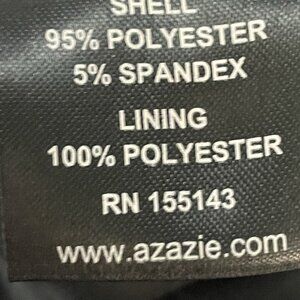 SHELL
95% POLYESTER
5% SPANDEX
LINING
100% POLYESTER
RN 155143
www.azazie.com